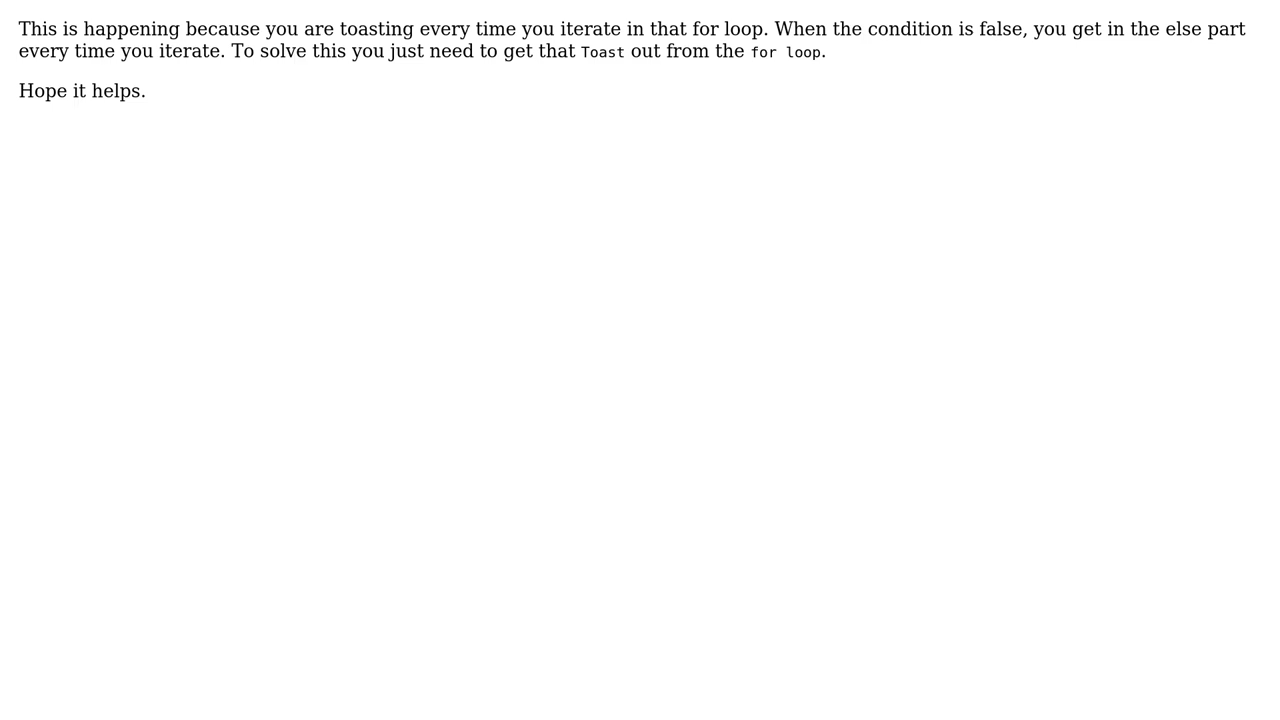 This is happening because you are toasting every time you iterate in that for loop. When the condition is false, you get in the else part
every time you iterate. To solve this you just need to get that Toast out from the for loop.
Hope it helps.